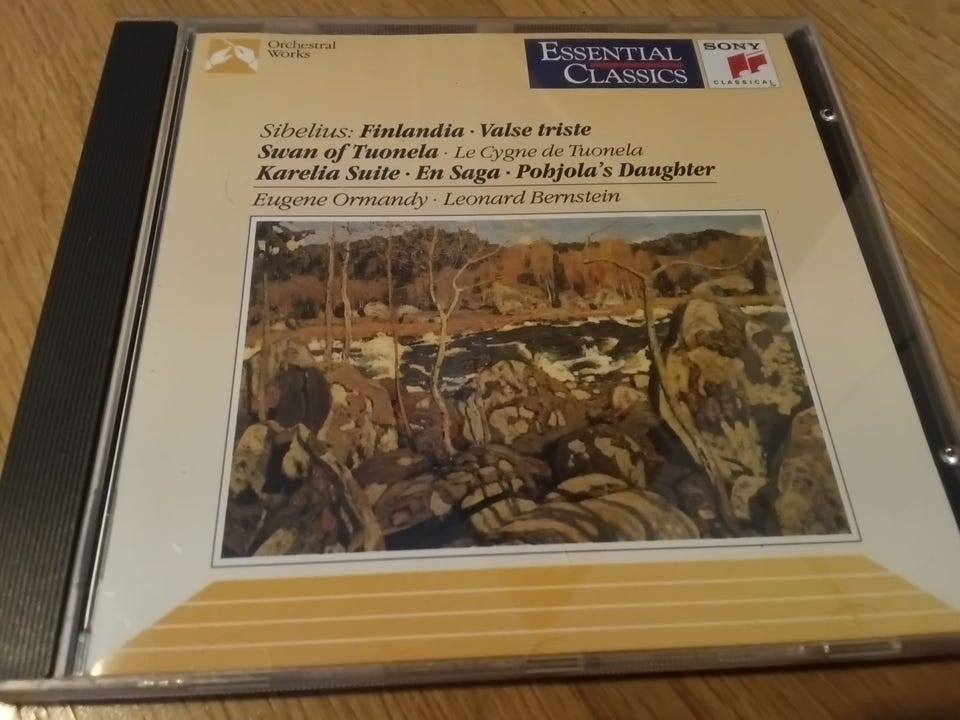 Orchestral
Works
ESSENTIAL
CLASSICS
SONY
CLASSICAL
Sibelius: Finlandia · Valse triste
Swan of Tuonela · Le Cygne de Tuonela
Karelia Suite · En Saga · Pohjola's Daughter
Eugene Ormandy · Leonard Bernstein